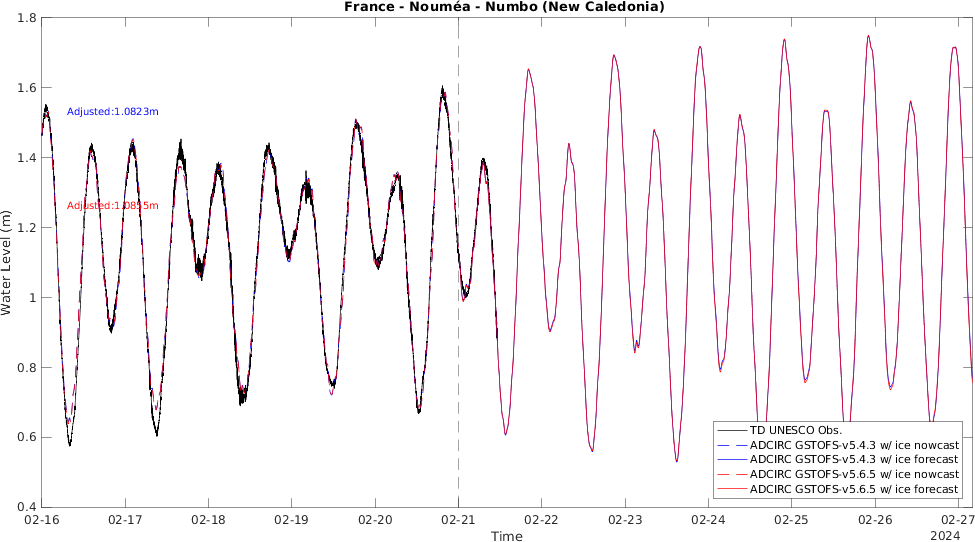 France - Nouméa - Numbo (New Caledonia)
1.8
1.6
1.4
1.2
1
0.8
0.6
0.4
Water Level (m)
Adjusted:1.0823m
Adjusted:1.0855m
TD UNESCO Obs.
ADCIRC GSTOFS-v5.4.3 w/ ice nowcast
ADCIRC GSTOFS-v5.4.3 w/ ice forecast
ADCIRC GSTOFS-v5.6.5 w/ ice nowcast
ADCIRC GSTOFS-v5.6.5 w/ ice forecast
02-16 02-17 02-18 02-19 02-20 02-21 02-22 02-23 02-24 02-25 02-26 02-27
Time
2024